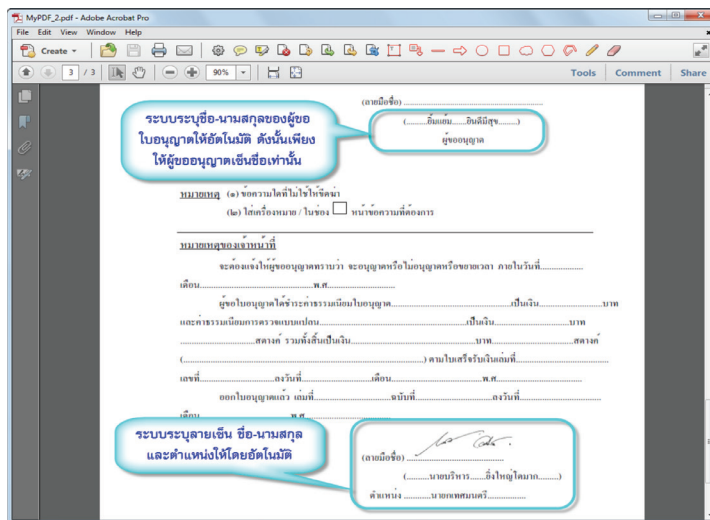 MyPDF_2.pdf - Adobe Acrobat Pro
File Edit View Window Help
Create
3 / 3 90% Tools Comment Share
(ลายมือชื่อ) ..........................................................
(.........ยิ้มแย้ม......ยินดีมีสุข.........)
ผู้ขออนุญาต
ระบบระบุชื่อ-นามสกุลของผู้ขอ
ใบอนุญาตให้อัตโนมัติ ดังนั้นเพียง
ให้ผู้ขออนุญาตเซ็นชื่อเท่านั้น
หมายเหตุ (๑) ข้อความใดที่ไม่ใช้ให้ขีดฆ่า
(๒) ใส่เครื่องหมาย / ในช่อง หน้าข้อความที่ต้องการ
หมายเหตุของเจ้าหน้าที่
จะต้องแจ้งให้ผู้ขออนุญาตทราบว่า จะอนุญาตหรือไม่อนุญาตหรือขยายเวลา ภายในวันที่................
เดือน..........................................พ.ศ...............................
ผู้ขอใบอนุญาตได้ชำระค่าธรรมเนียมใบอนุญาต..........................................เป็นเงิน............................บาท
และค่าธรรมเนียมการตรวจแบบแปลน......................................................เป็นเงิน............................บาท
............................สตางค์ รวมทั้งสิ้นเป็นเงิน....................................บาท............................สตางค์
(..........................................................................................) ตามใบเสร็จรับเงินเล่มที่................................
เลขที่............................ลงวันที่..........................เดือน..................................พ.ศ...............................
ออกใบอนุญาตแล้ว เล่มที่..............................ฉบับที่.............................ลงวันที่..............................
เดือน..................................พ.ศ...............................
ระบบระบุลายเซ็น ชื่อ-นามสกุล
และตำแหน่งให้โดยอัตโนมัติ
(ลายมือชื่อ) ....................................
(.........นายบริหาร......ยิ่งใหญ่โตมาก.........)
ตำแหน่ง ..........นายกเทศมนตรี...............